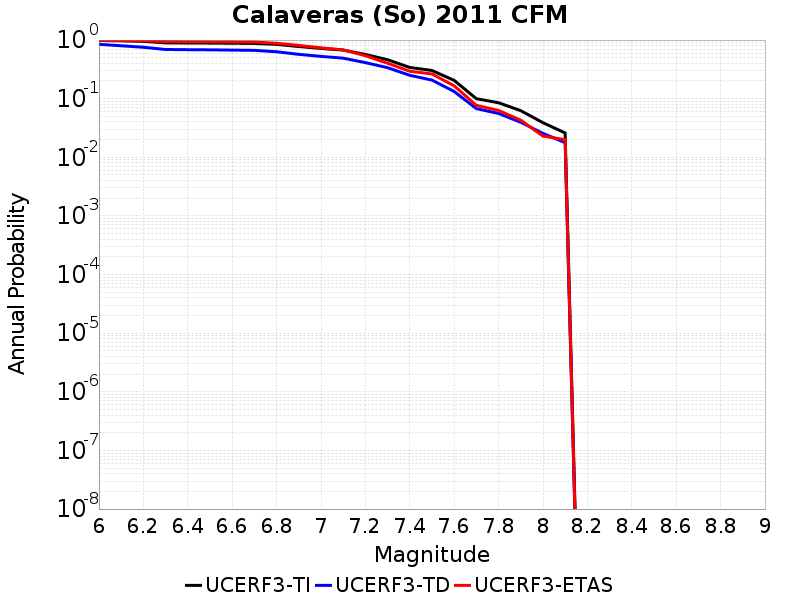 Calaveras (So) 2011 CFM
Annual Probability
10^0
10^-1
10^-2
10^-3
10^-4
10^-5
10^-6
10^-7
10^-8
6 6.2 6.4 6.6 6.8 7 7.2 7.4 7.6 7.8 8 8.2 8.4 8.6 8.8 9
Magnitude
UCERF3-TI UCERF3-TD UCERF3-ETAS